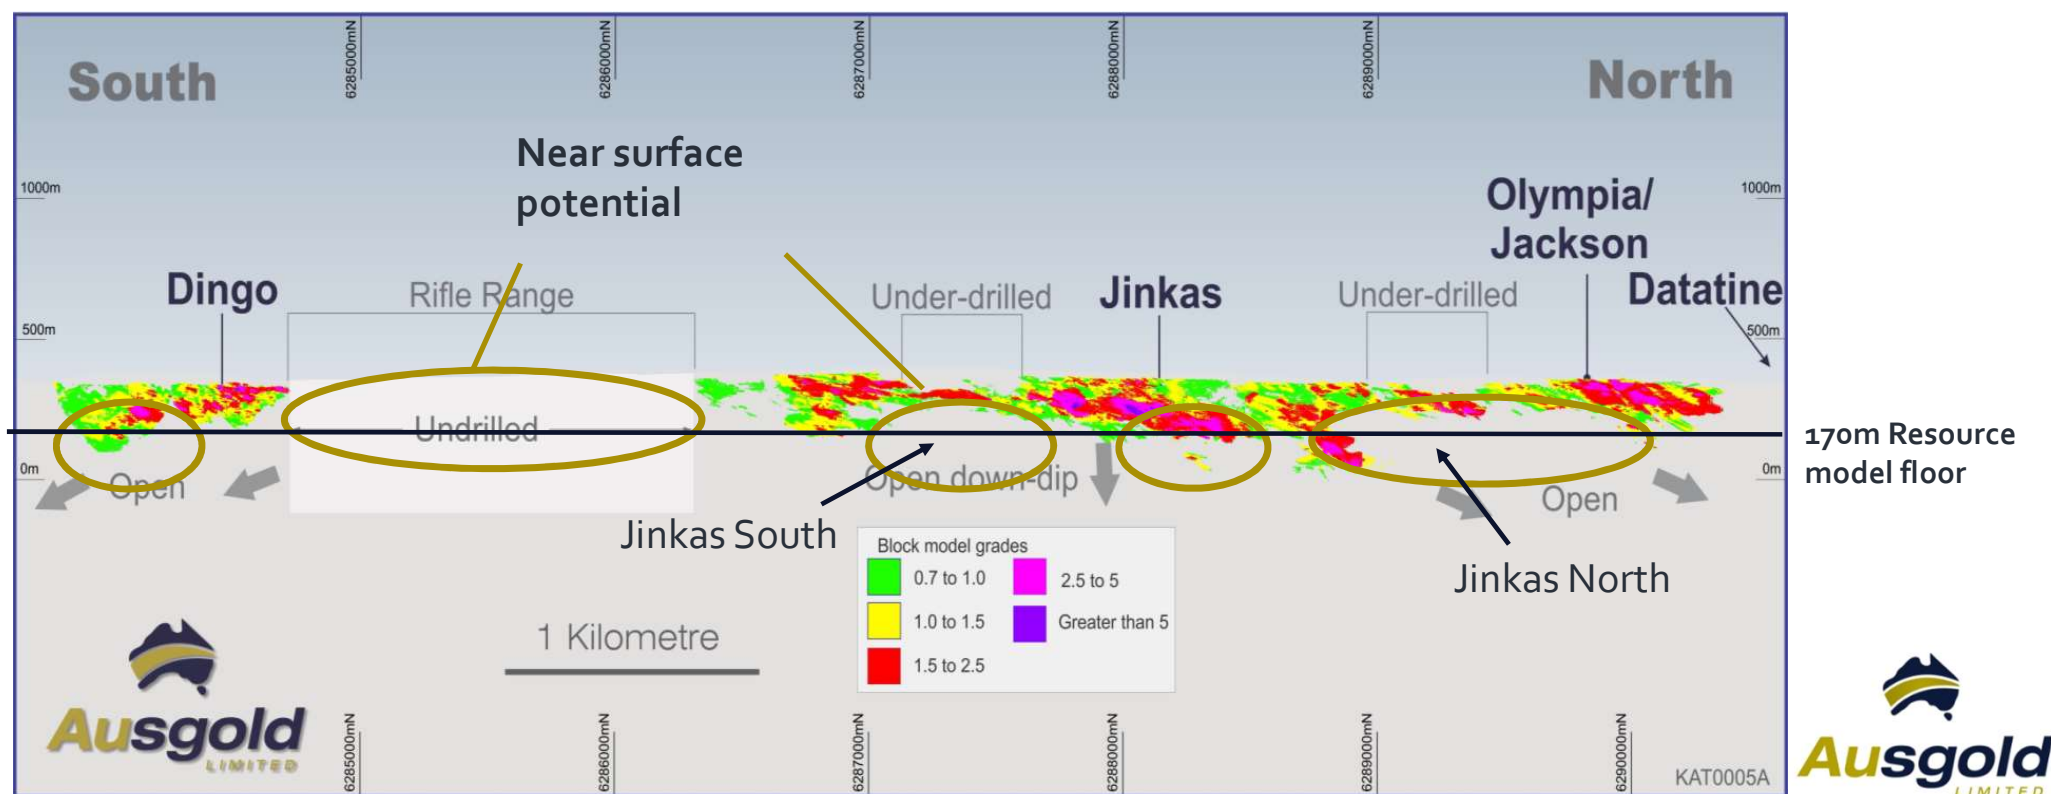 6285000mN
6286000mN
6287000mN
6288000mN
6289000mN
South
North
Near surface
potential
1000m
1000m
Olympia/
Jackson
Dingo
Rifle Range
Under-drilled
Jinkas
Under-drilled
Datatine
500m
500m
Undrilled
170m Resource
model floor
0m
0m
Open
Open down-dip
Open
Jinkas South
Jinkas North
Block model grades
0.7 to 1.0
2.5 to 5
1.0 to 1.5
Greater than 5
1.5 to 2.5
1 Kilometre
Ausgold
LIMITED
6285000mN
6286000mN
6287000mN
6288000mN
6289000mN
6290000mN
KAT0005A
Ausgold
LIMITED